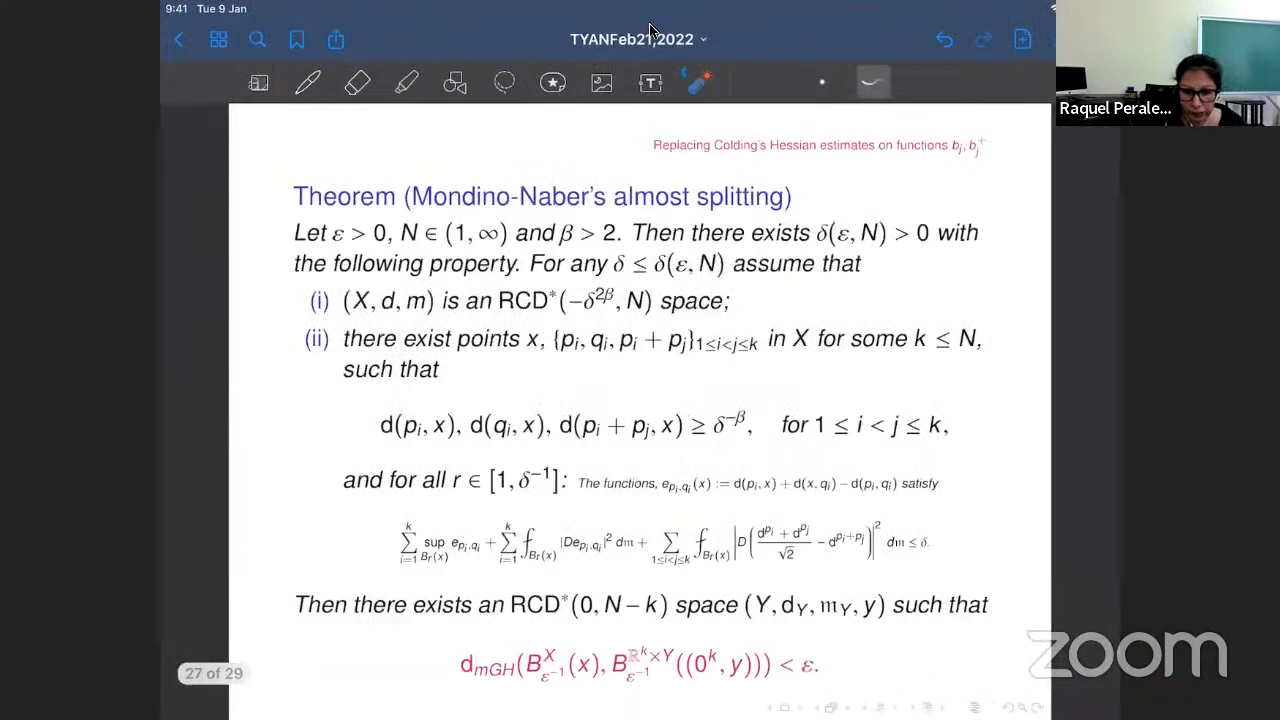 9:41 Tue 9 Jan
TYANFeb21,2022
Raquel Perale...
Replacing Colding's Hessian estimates on functions b_j, b_j^+
Theorem (Mondino-Naber's almost splitting)
Let ε > 0, N ∈ (1, ∞) and β > 2. Then there exists δ(ε, N) > 0 with
the following property. For any δ ≤ δ(ε, N) assume that
(i) (X, d, m) is an RCD*(−δ^{2β}, N) space;
(ii) there exist points x, {p_i, q_i, p_i + p_j}_{1≤i<j≤k} in X for some k ≤ N,
such that
d(p_i, x), d(q_i, x), d(p_i + p_j, x) ≥ δ^{−β}, for 1 ≤ i < j ≤ k,
and for all r ∈ [1, δ^{−1}]: The functions, e_{p_i,q_i}(x) := d(p_i, x) + d(x, q_i) − d(p_i, q_i) satisfy
∑_{i=1}^{k} sup_{B_r(x)} e_{p_i,q_i} + ∑_{i=1}^{k} ⨍_{B_r(x)} |De_{p_i,q_i}|^2 dm + ∑_{1≤i<j≤k} ⨍_{B_r(x)} |D((d^{p_i} + d^{p_j})/√2 − d^{p_i+p_j})|^2 dm ≤ δ.
Then there exists an RCD*(0, N − k) space (Y, d_Y, m_Y, y) such that
d_{mGH}(B^X_{ε^{−1}}(x), B^{ℝ^k×Y}_{ε^{−1}}((0^k, y))) < ε.
27 of 29
zoom